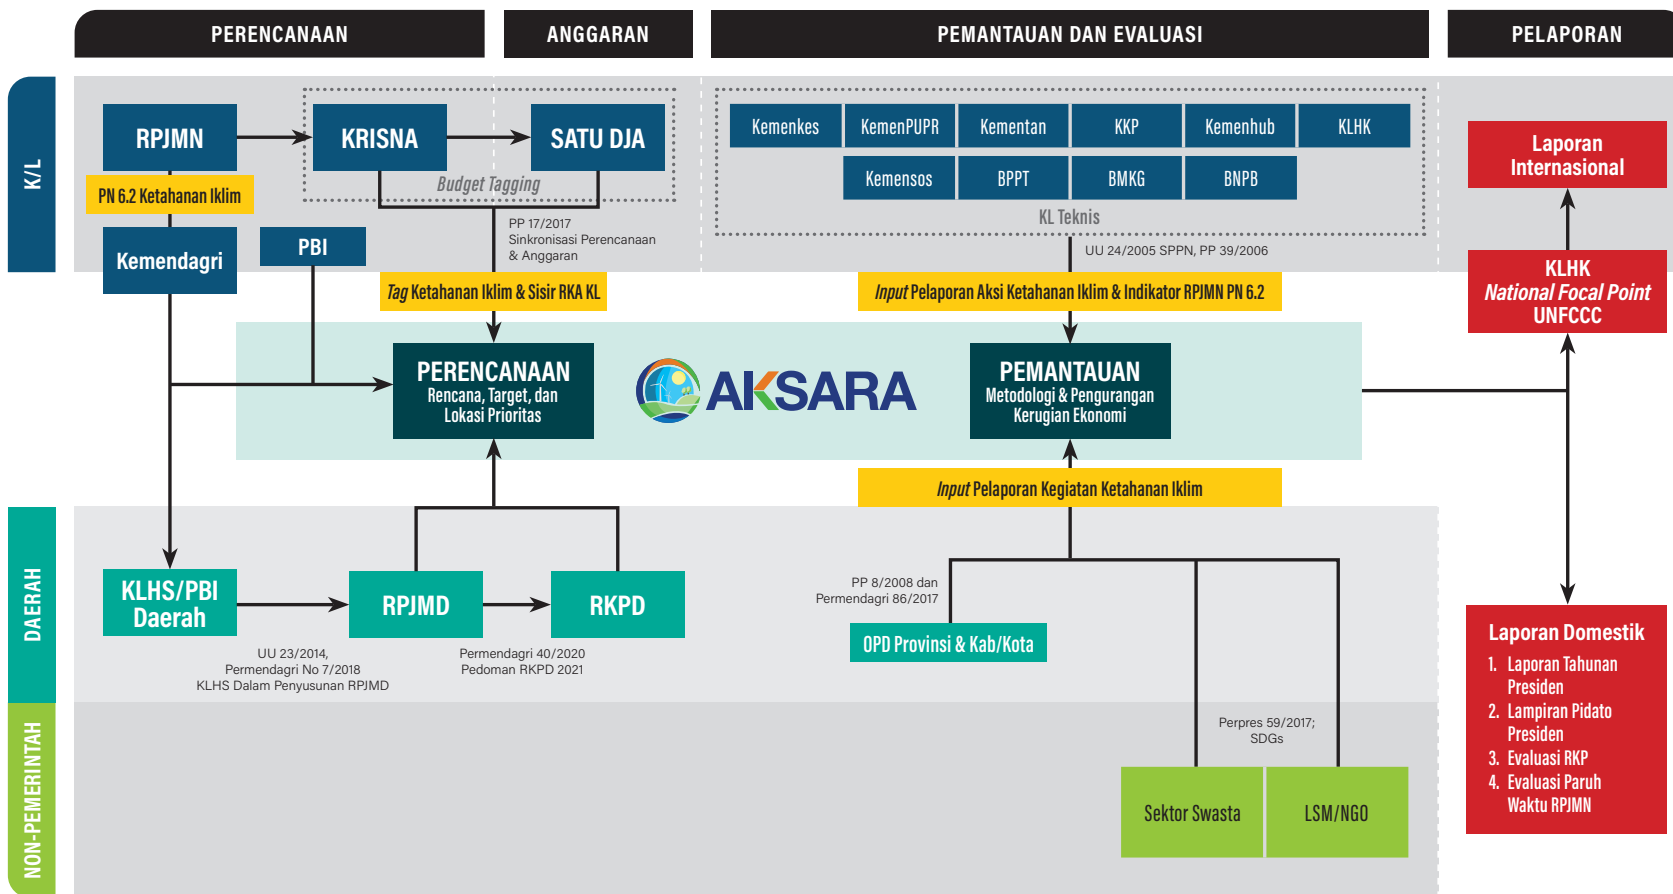 PERENCANAAN
ANGGARAN
PEMANTAUAN DAN EVALUASI
PELAPORAN
K/L
RPJMN
KRISNA
SATU DJA
Budget Tagging
PN 6.2 Ketahanan Iklim
Kemendagri
PBI
PP 17/2017
Sinkronisasi Perencanaan
& Anggaran
Tag Ketahanan Iklim & Sisir RKA KL
Kemenkes
KemenPUPR
Kementan
KKP
Kemenhub
KLHK
Kemensos
BPPT
BMKG
BNPB
KL Teknis
UU 24/2005 SPPN, PP 39/2006
Input Pelaporan Aksi Ketahanan Iklim & Indikator RPJMN PN 6.2
Laporan
Internasional
KLHK
National Focal Point
UNFCCC
PERENCANAAN
Rencana, Target, dan
Lokasi Prioritas
AKSARA
PEMANTAUAN
Metodologi & Pengurangan
Kerugian Ekonomi
Input Pelaporan Kegiatan Ketahanan Iklim
DAERAH
KLHS/PBI
Daerah
RPJMD
RKPD
UU 23/2014,
Permendagri No 7/2018
KLHS Dalam Penyusunan RPJMD
Permendagri 40/2020
Pedoman RKPD 2021
PP 8/2008 dan
Permendagri 86/2017
OPD Provinsi & Kab/Kota
NON-PEMERINTAH
Perpres 59/2017;
SDGs
Sektor Swasta
LSM/NGO
Laporan Domestik
1. Laporan Tahunan
Presiden
2. Lampiran Pidato
Presiden
3. Evaluasi RKP
4. Evaluasi Paruh
Waktu RPJMN